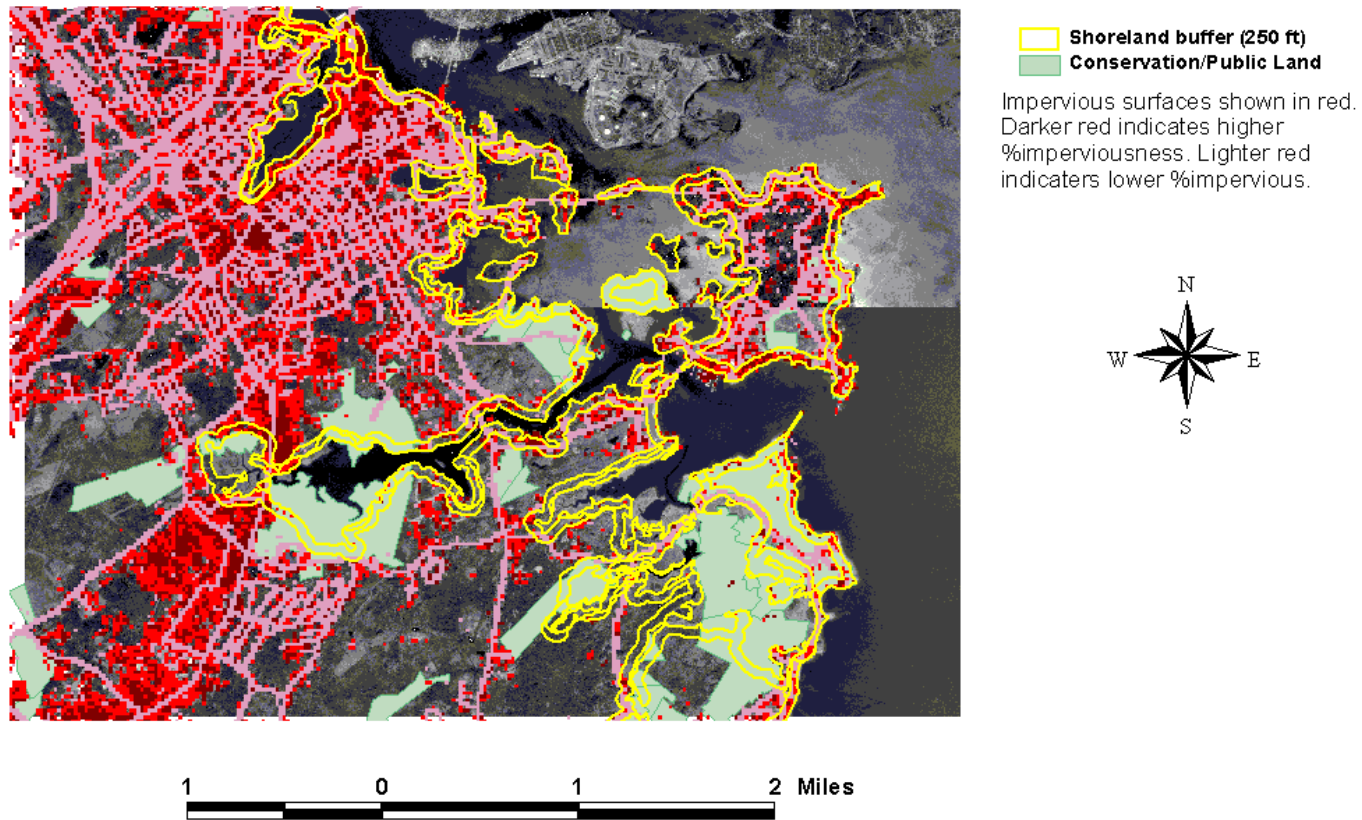 Shoreland buffer (250 ft)
Conservation/Public Land
Impervious surfaces shown in red.
Darker red indicates higher
%imperviousness. Lighter red
indicaters lower %impervious.
N
W E
S
1 0 1 2 Miles